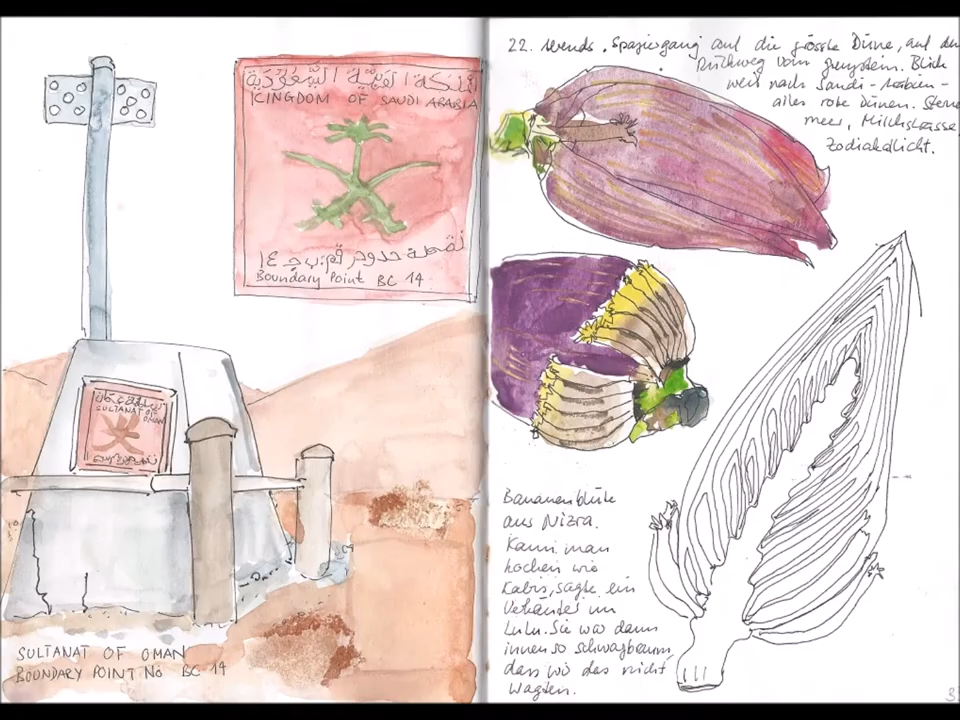 KINGDOM OF SAUDI ARABIA
Boundary Point BC 14
SULTANAT OF OMAN
SULTANAT OF OMAN
BOUNDARY POINT No BC 14
22. abends. Spaziergang auf die grösste Düne, auf dem
Rückweg vom grenzstein. Blick
weit nach Saudi-Arabien -
alles rote Dünen. Sterne
meer, Milchstrasse,
Zodiakallicht.
Bananenblüte
aus Nizwa.
Kann man
kochen wie
Kabis, sagte ein
Verkäufer im
LuLu. Sie war dann
innen so schwarzbraun,
dass wir das nicht
wagten.